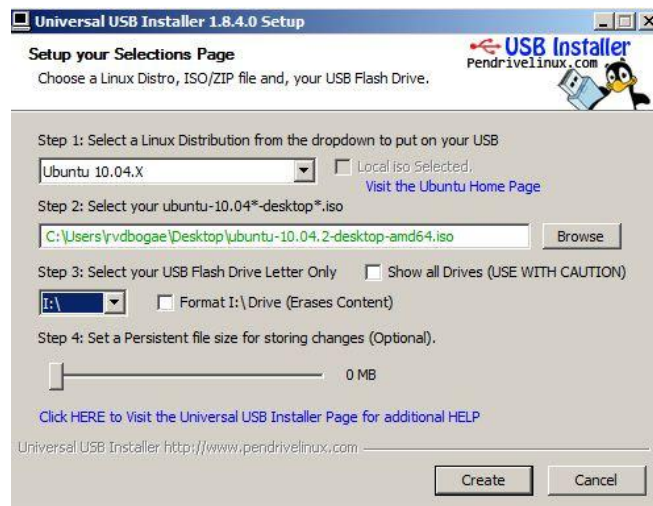 Universal USB Installer 1.8.4.0 Setup
Setup your Selections Page
Choose a Linux Distro, ISO/ZIP file and, your USB Flash Drive.
USB Installer
Pendrivelinux.com
Step 1: Select a Linux Distribution from the dropdown to put on your USB
Ubuntu 10.04.X
Local iso Selected.
Visit the Ubuntu Home Page
Step 2: Select your ubuntu-10.04*-desktop*.iso
C:\Users\rvdbogae\Desktop\ubuntu-10.04.2-desktop-amd64.iso
Browse
Step 3: Select your USB Flash Drive Letter Only
Show all Drives (USE WITH CAUTION)
I:\
Format I:\ Drive (Erases Content)
Step 4: Set a Persistent file size for storing changes (Optional).
0 MB
Click HERE to Visit the Universal USB Installer Page for additional HELP
Universal USB Installer http://www.pendrivelinux.com
Create
Cancel